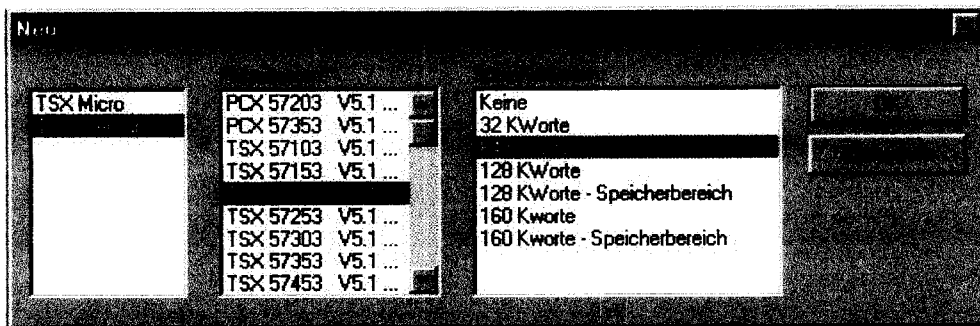 Neu
TSX Micro
PCX 57203 V5.1 ...
PCX 57353 V5.1 ...
TSX 57103 V5.1 ...
TSX 57153 V5.1 ...
TSX 57253 V5.1 ...
TSX 57303 V5.1 ...
TSX 57353 V5.1 ...
TSX 57453 V5.1 ...
Keine
32 KWorte
128 KWorte
128 KWorte - Speicherbereich
160 Kworte
160 Kworte - Speicherbereich
OK